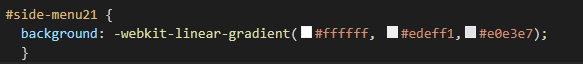 #side-menu21 {
background: -webkit-linear-gradient(#ffffff, #edeff1,#e0e3e7);
}